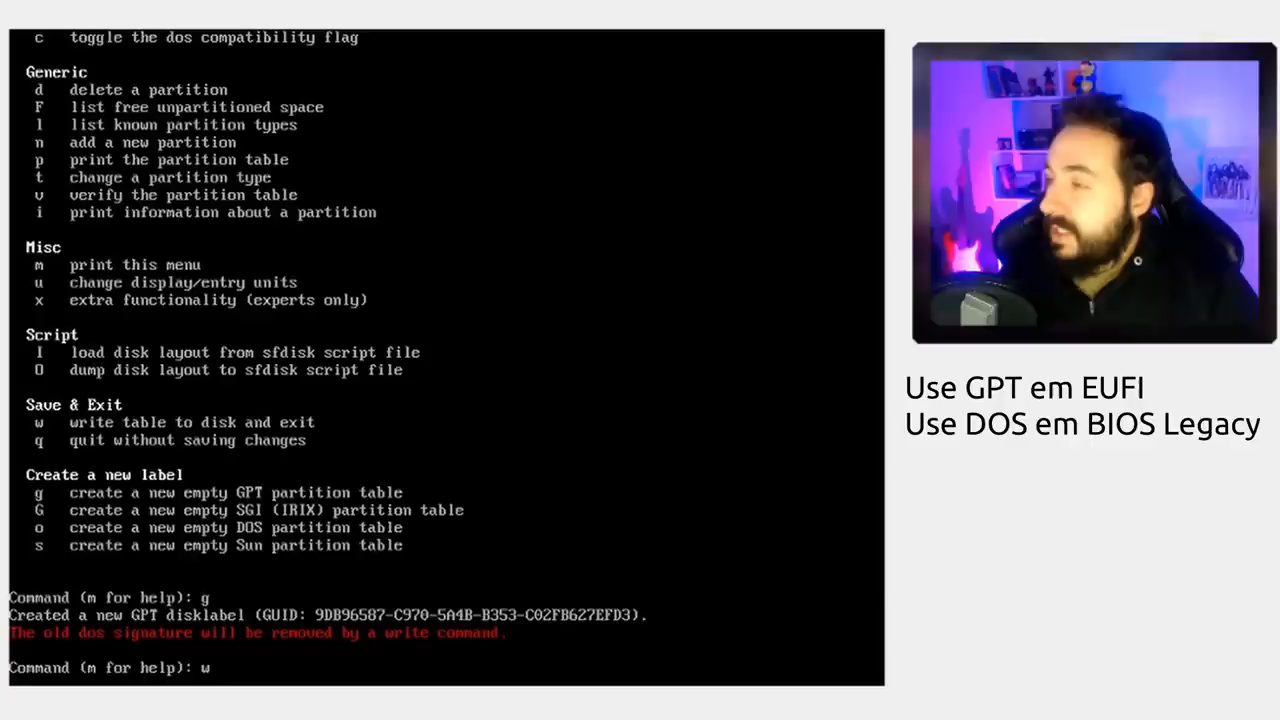 c toggle the dos compatibility flag
Generic
d delete a partition
F list free unpartitioned space
l list known partition types
n add a new partition
p print the partition table
t change a partition type
v verify the partition table
i print information about a partition
Misc
m print this menu
u change display/entry units
x extra functionality (experts only)
Script
I load disk layout from sfdisk script file
O dump disk layout to sfdisk script file
Save & Exit
w write table to disk and exit
q quit without saving changes
Create a new label
g create a new empty GPT partition table
G create a new empty SGI (IRIX) partition table
o create a new empty DOS partition table
s create a new empty Sun partition table
Command (m for help): g
Created a new GPT disklabel (GUID: 9DB96587-C970-5A4B-B353-C02FB627EFD3).
The old dos signature will be removed by a write command.
Command (m for help): w
Use GPT em EUFI
Use DOS em BIOS Legacy